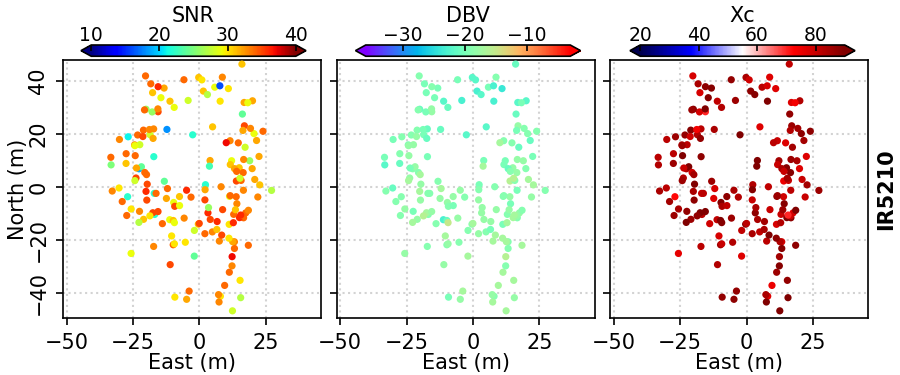 SNR DBV Xc
10 20 30 40 −30 −20 −10 20 40 60 80
40
20
0
−20
−40
North (m)
IR5210
−50 −25 0 25 −50 −25 0 25 −50 −25 0 25
East (m) East (m) East (m)